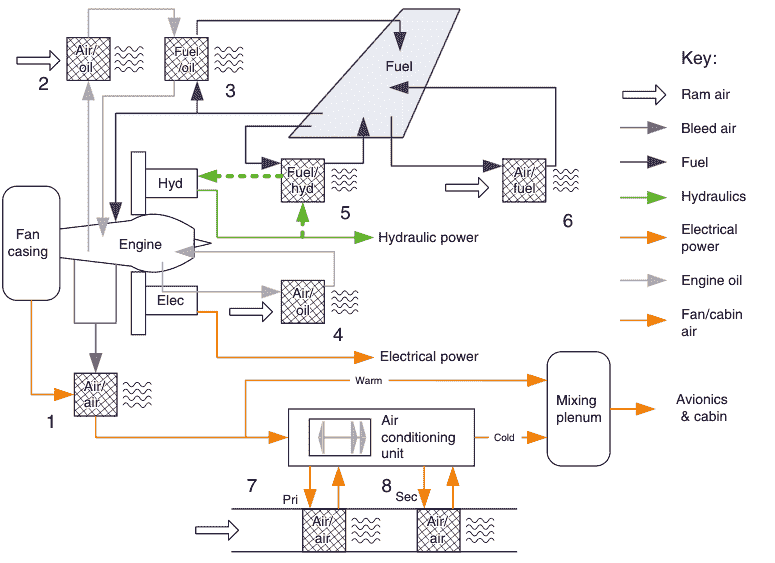 Air/
oil
2
Fuel
/oil
3
Fuel
Key:
Ram air
Bleed air
Fuel
Hydraulics
Electrical
power
Engine oil
Fan/cabin
air
Hyd
Fuel/
hyd
5
Air/
fuel
6
Fan
casing
Engine
Hydraulic power
Elec
Air/
oil
4
Electrical power
Air/
air
1
Warm
Mixing
plenum
Avionics
& cabin
Air
conditioning
unit
Cold
7
8
Pri
Sec
Air/
air
Air/
air